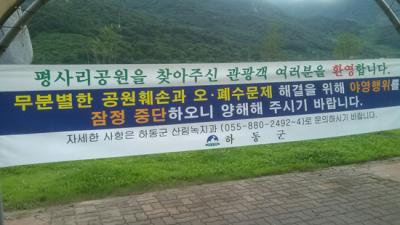 평사리공원을 찾아주신 관광객 여러분을 환영합니다.
무분별한 공원훼손과 오·폐수문제 해결을 위해 야영행위를
잠정 중단하오니 양해해 주시기 바랍니다.
자세한 사항은 하동군 산림녹지과 (055-880-2492~4)로 문의하시기 바랍니다.
하동군